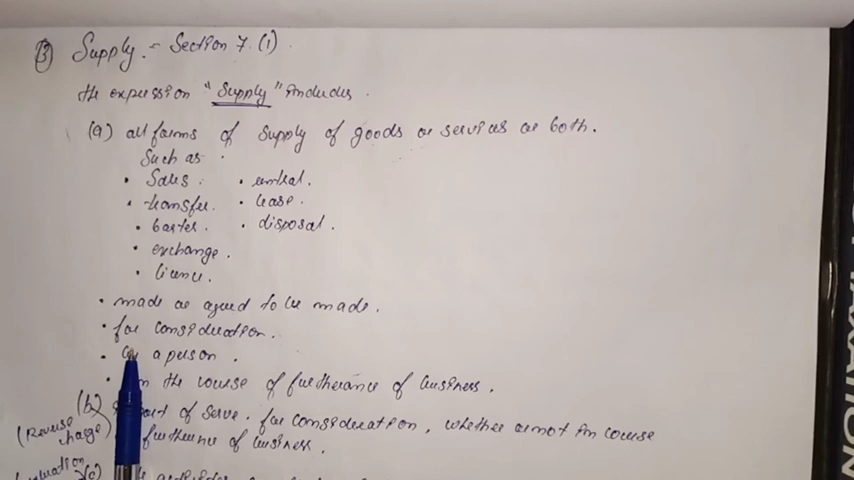 (B) Supply :- Section 7. (1)
the expression "Supply" includes.
(a) all forms of supply of goods or services or both.
Such as
• Sales. • rental.
• transfer. • lease.
• barter. • disposal.
• exchange.
• licence.
• made or agreed to be made.
• for consideration.
• a person.
• the course of furtherance of business.
(b) of serve. for consideration, whether or not in course
(Reverse charge) furtherance of business.
(c)
TAXATION